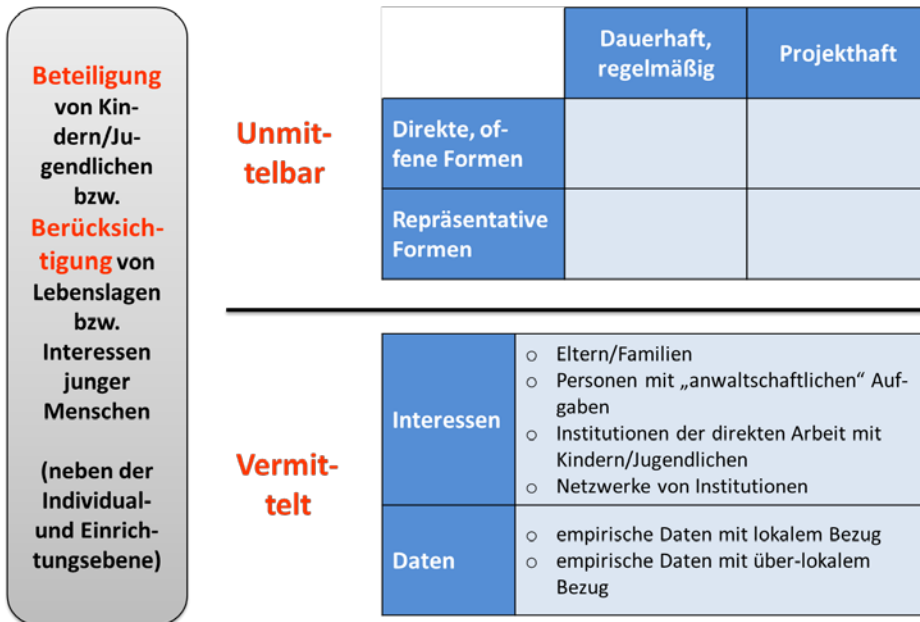 Beteiligung
von Kin-
dern/Ju-
gendlichen
bzw.
Berücksich-
tigung von
Lebenslagen
bzw.
Interessen
junger
Menschen
(neben der
Individual-
und Einrich-
tungsebene)
Unmit-
telbar
Dauerhaft,
regelmäßig
Projekthaft
Direkte, of-
fene Formen
Repräsentative
Formen
Vermit-
telt
Interessen
o Eltern/Familien
o Personen mit „anwaltschaftlichen“ Auf-
gaben
o Institutionen der direkten Arbeit mit
Kindern/Jugendlichen
o Netzwerke von Institutionen
Daten
o empirische Daten mit lokalem Bezug
o empirische Daten mit über-lokalem
Bezug